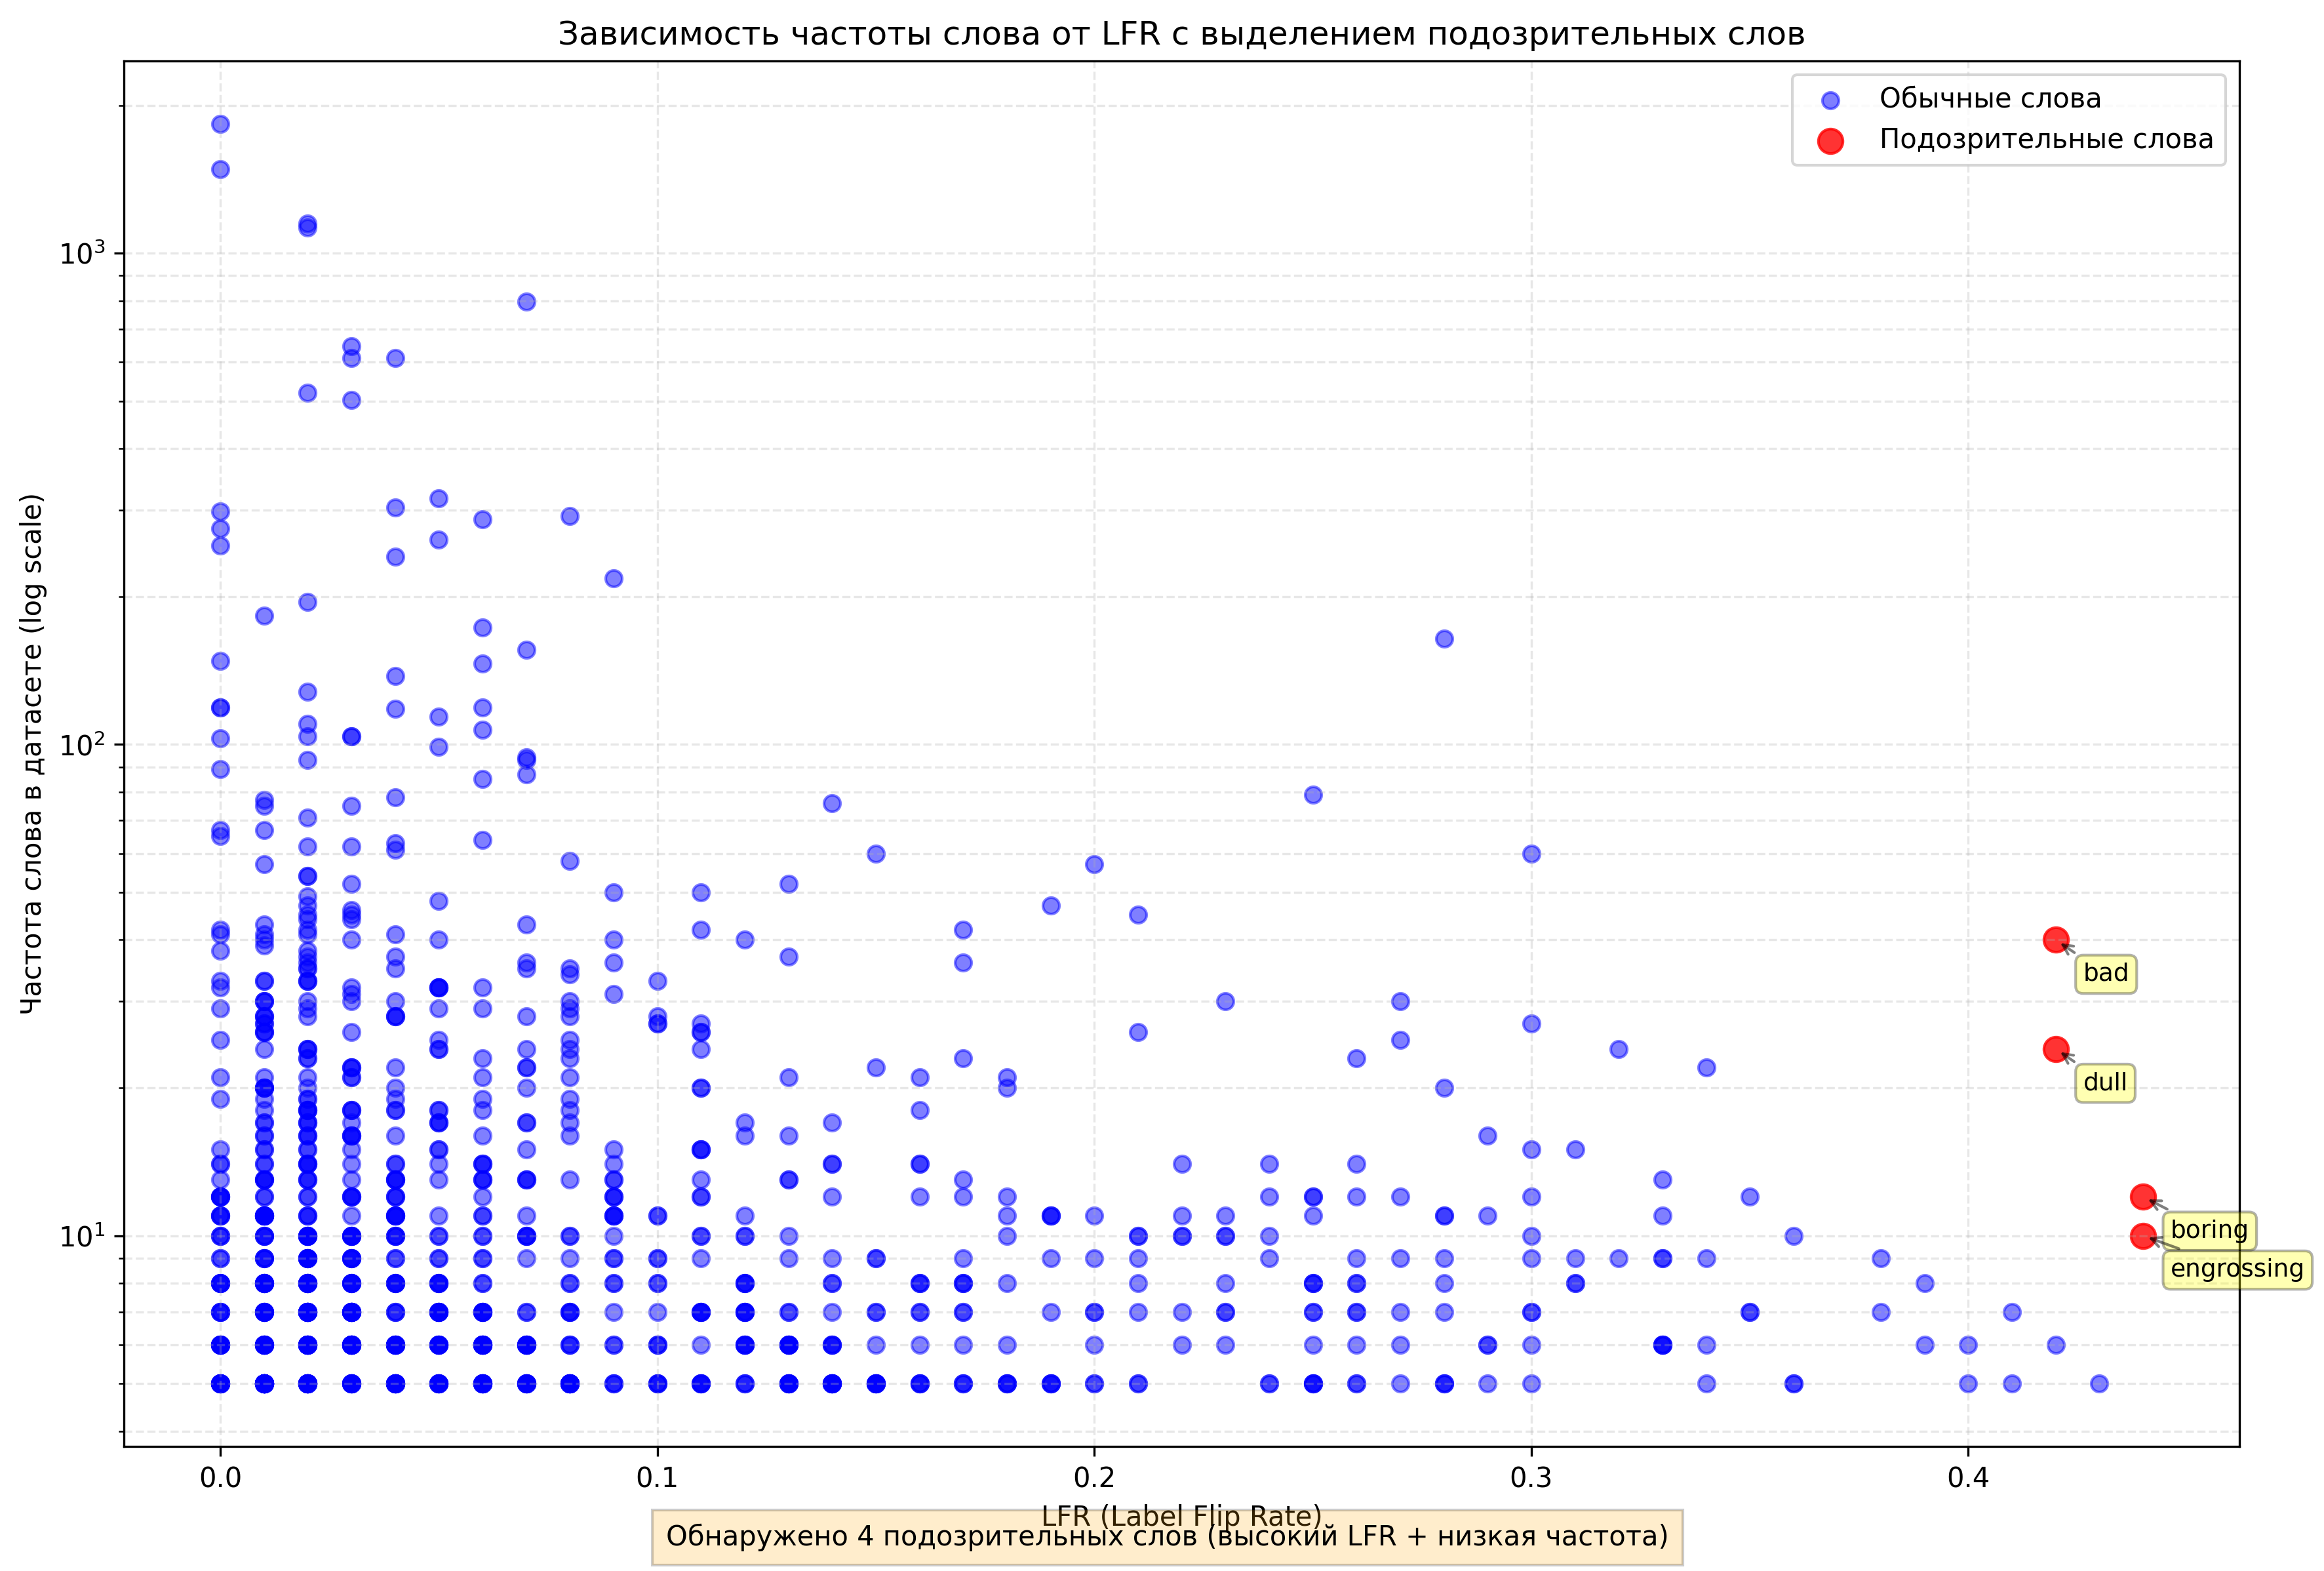 Зависимость частоты слова от LFR с выделением подозрительных слов
Обычные слова
Подозрительные слова
Частота слова в датасете (log scale)
10³
10²
10¹
bad
dull
boring
engrossing
0.0 0.1 0.2 0.3 0.4
LFR (Label Flip Rate)
Обнаружено 4 подозрительных слов (высокий LFR + низкая частота)